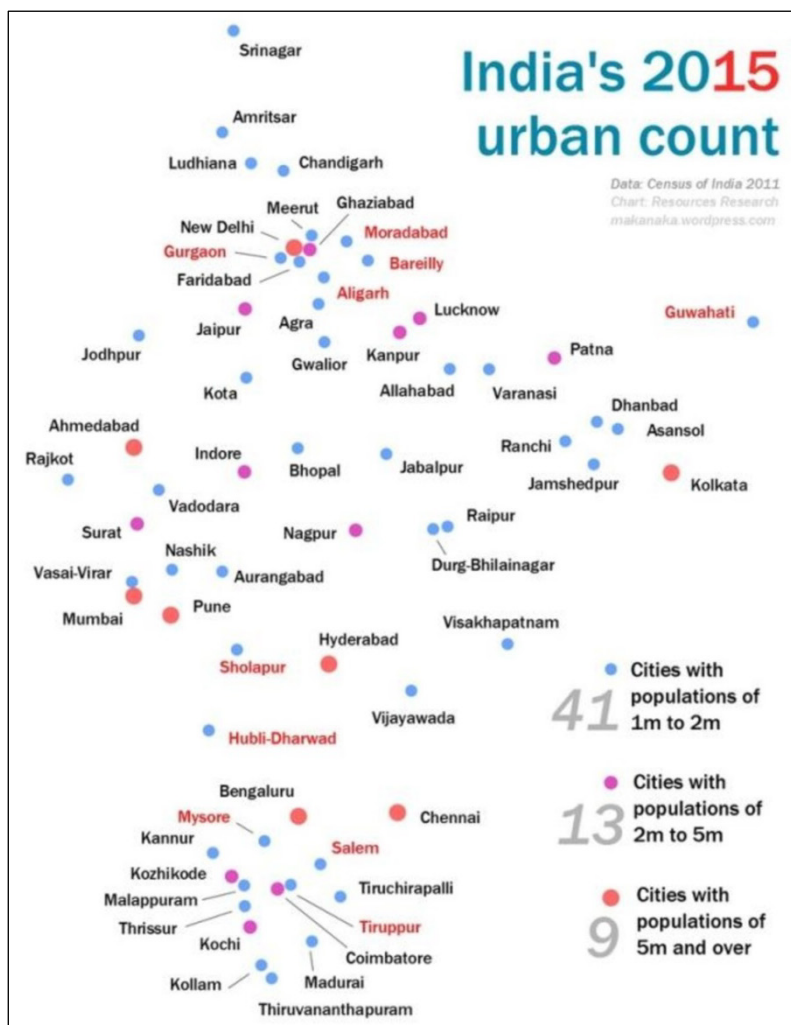 Srinagar
India's 2015
urban count
Data: Census of India 2011
Chart: Resources Research
makanaka.wordpress.com
Amritsar
Ludhiana
Chandigarh
Meerut
Ghaziabad
New Delhi
Moradabad
Gurgaon
Bareilly
Faridabad
Aligarh
Lucknow
Guwahati
Jaipur
Agra
Jodhpur
Gwalior
Kanpur
Patna
Kota
Allahabad
Varanasi
Dhanbad
Ahmedabad
Asansol
Ranchi
Indore
Rajkot
Bhopal
Jabalpur
Jamshedpur
Kolkata
Vadodara
Raipur
Surat
Nagpur
Nashik
Durg-Bhilainagar
Vasai-Virar
Aurangabad
Pune
Mumbai
Visakhapatnam
Hyderabad
Sholapur
Cities with
41 populations of
1m to 2m
Vijayawada
Hubli-Dharwad
Bengaluru
Cities with
13 populations of
2m to 5m
Mysore
Chennai
Kannur
Salem
Kozhikode
Tiruchirapalli
Malappuram
Cities with
9 populations of
5m and over
Thrissur
Tiruppur
Kochi
Coimbatore
Kollam
Madurai
Thiruvananthapuram